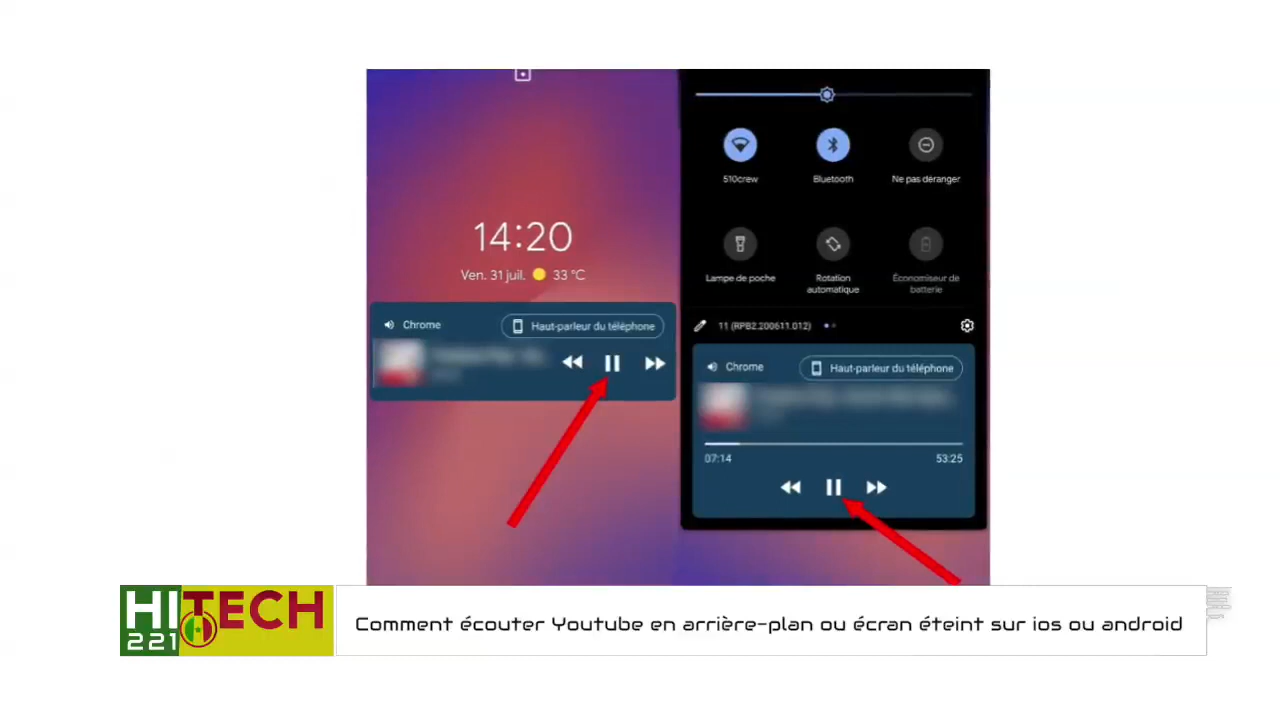 14:20
Ven. 31 juil. 33 °C
Chrome
Haut-parleur du téléphone
510crew
Bluetooth
Ne pas déranger
Lampe de poche
Rotation automatique
Économiseur de batterie
11 (RPB2.200611.012)
Chrome
Haut-parleur du téléphone
07:14
53:25
HITECH
221
Comment écouter Youtube en arrière-plan ou écran éteint sur ios ou android